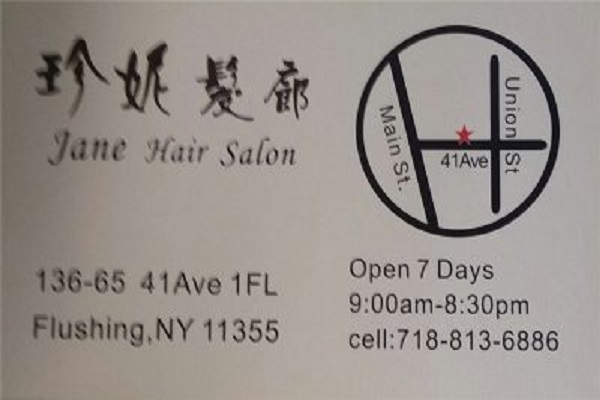 珍妮髮廊
Jane Hair Salon
Main St.
Union St
41Ave
136-65 41Ave 1FL
Flushing,NY 11355
Open 7 Days
9:00am-8:30pm
cell:718-813-6886